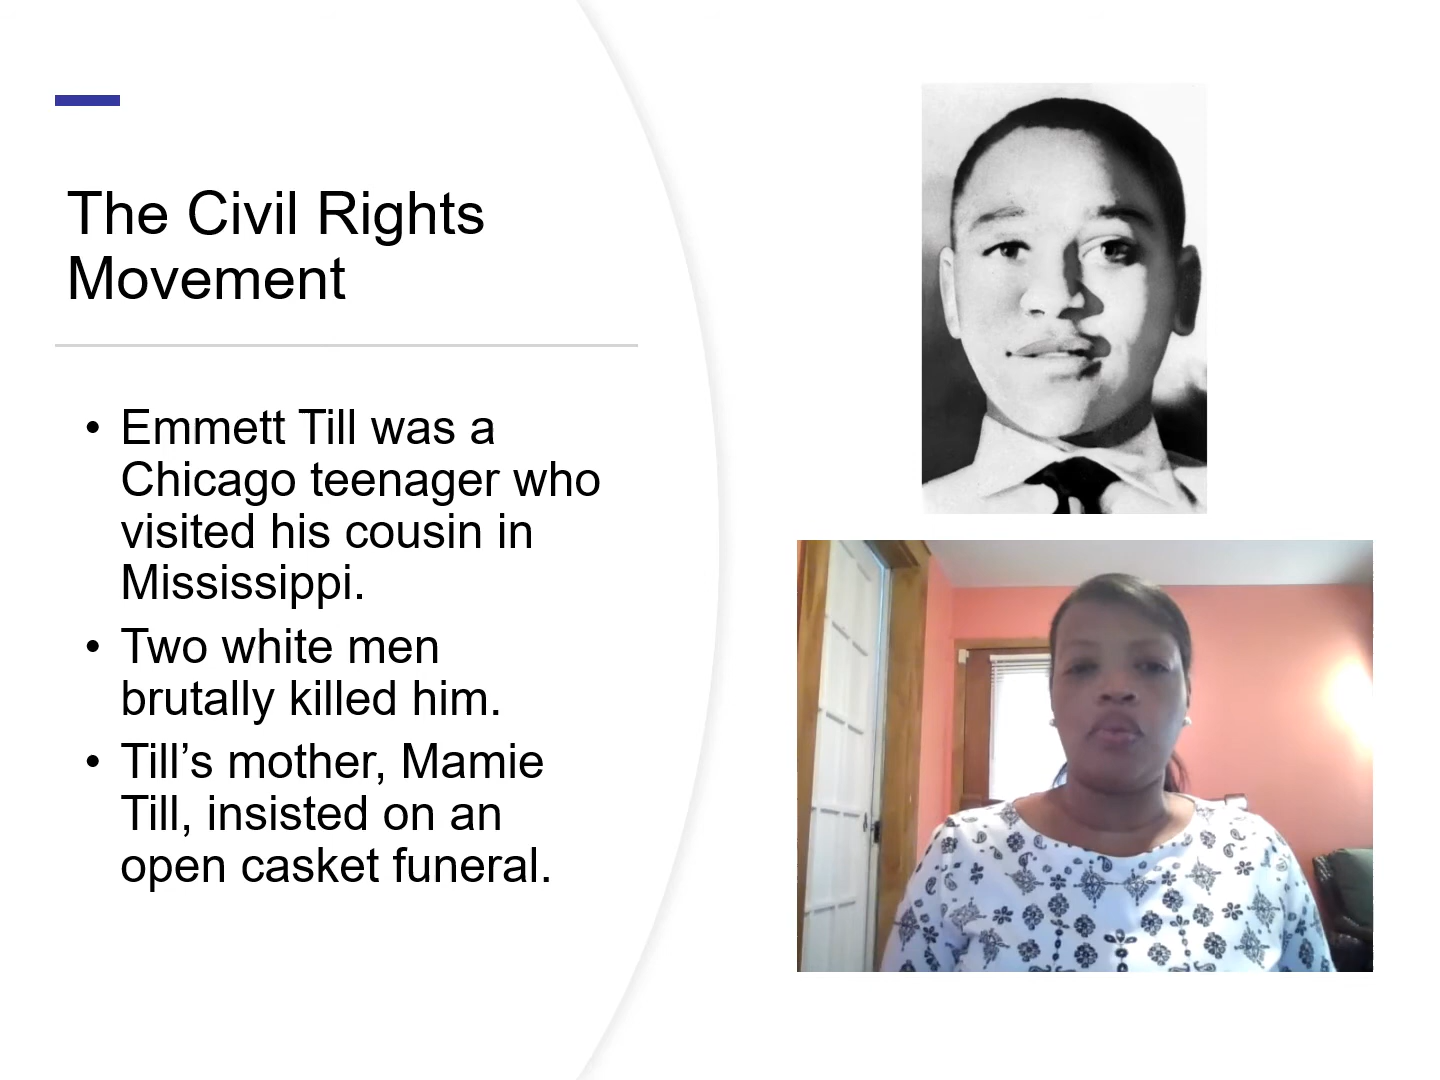 The Civil Rights
Movement
• Emmett Till was a
Chicago teenager who
visited his cousin in
Mississippi.
• Two white men
brutally killed him.
• Till’s mother, Mamie
Till, insisted on an
open casket funeral.